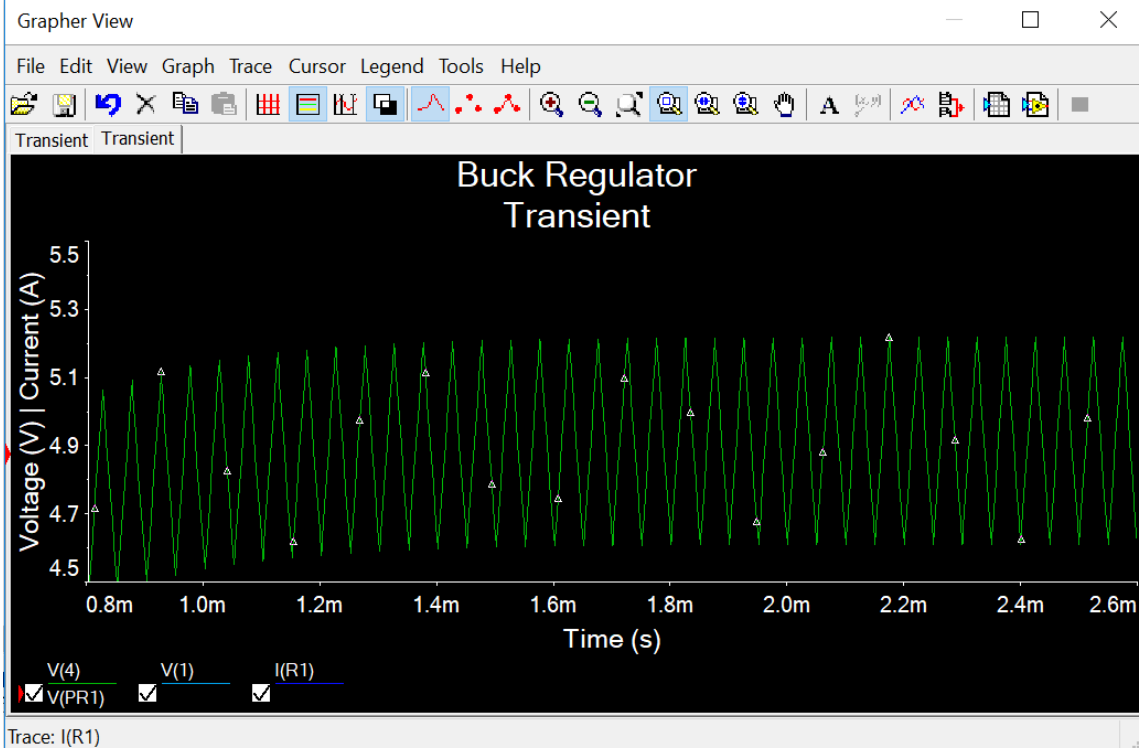 Grapher View
File Edit View Graph Trace Cursor Legend Tools Help
A
Transient Transient
Buck Regulator
Transient
Voltage (V) | Current (A)
5.5
5.3
5.1
4.9
4.7
4.5
0.8m 1.0m 1.2m 1.4m 1.6m 1.8m 2.0m 2.2m 2.4m 2.6m
Time (s)
V(4) V(1) I(R1)
V(PR1)
Trace: I(R1)